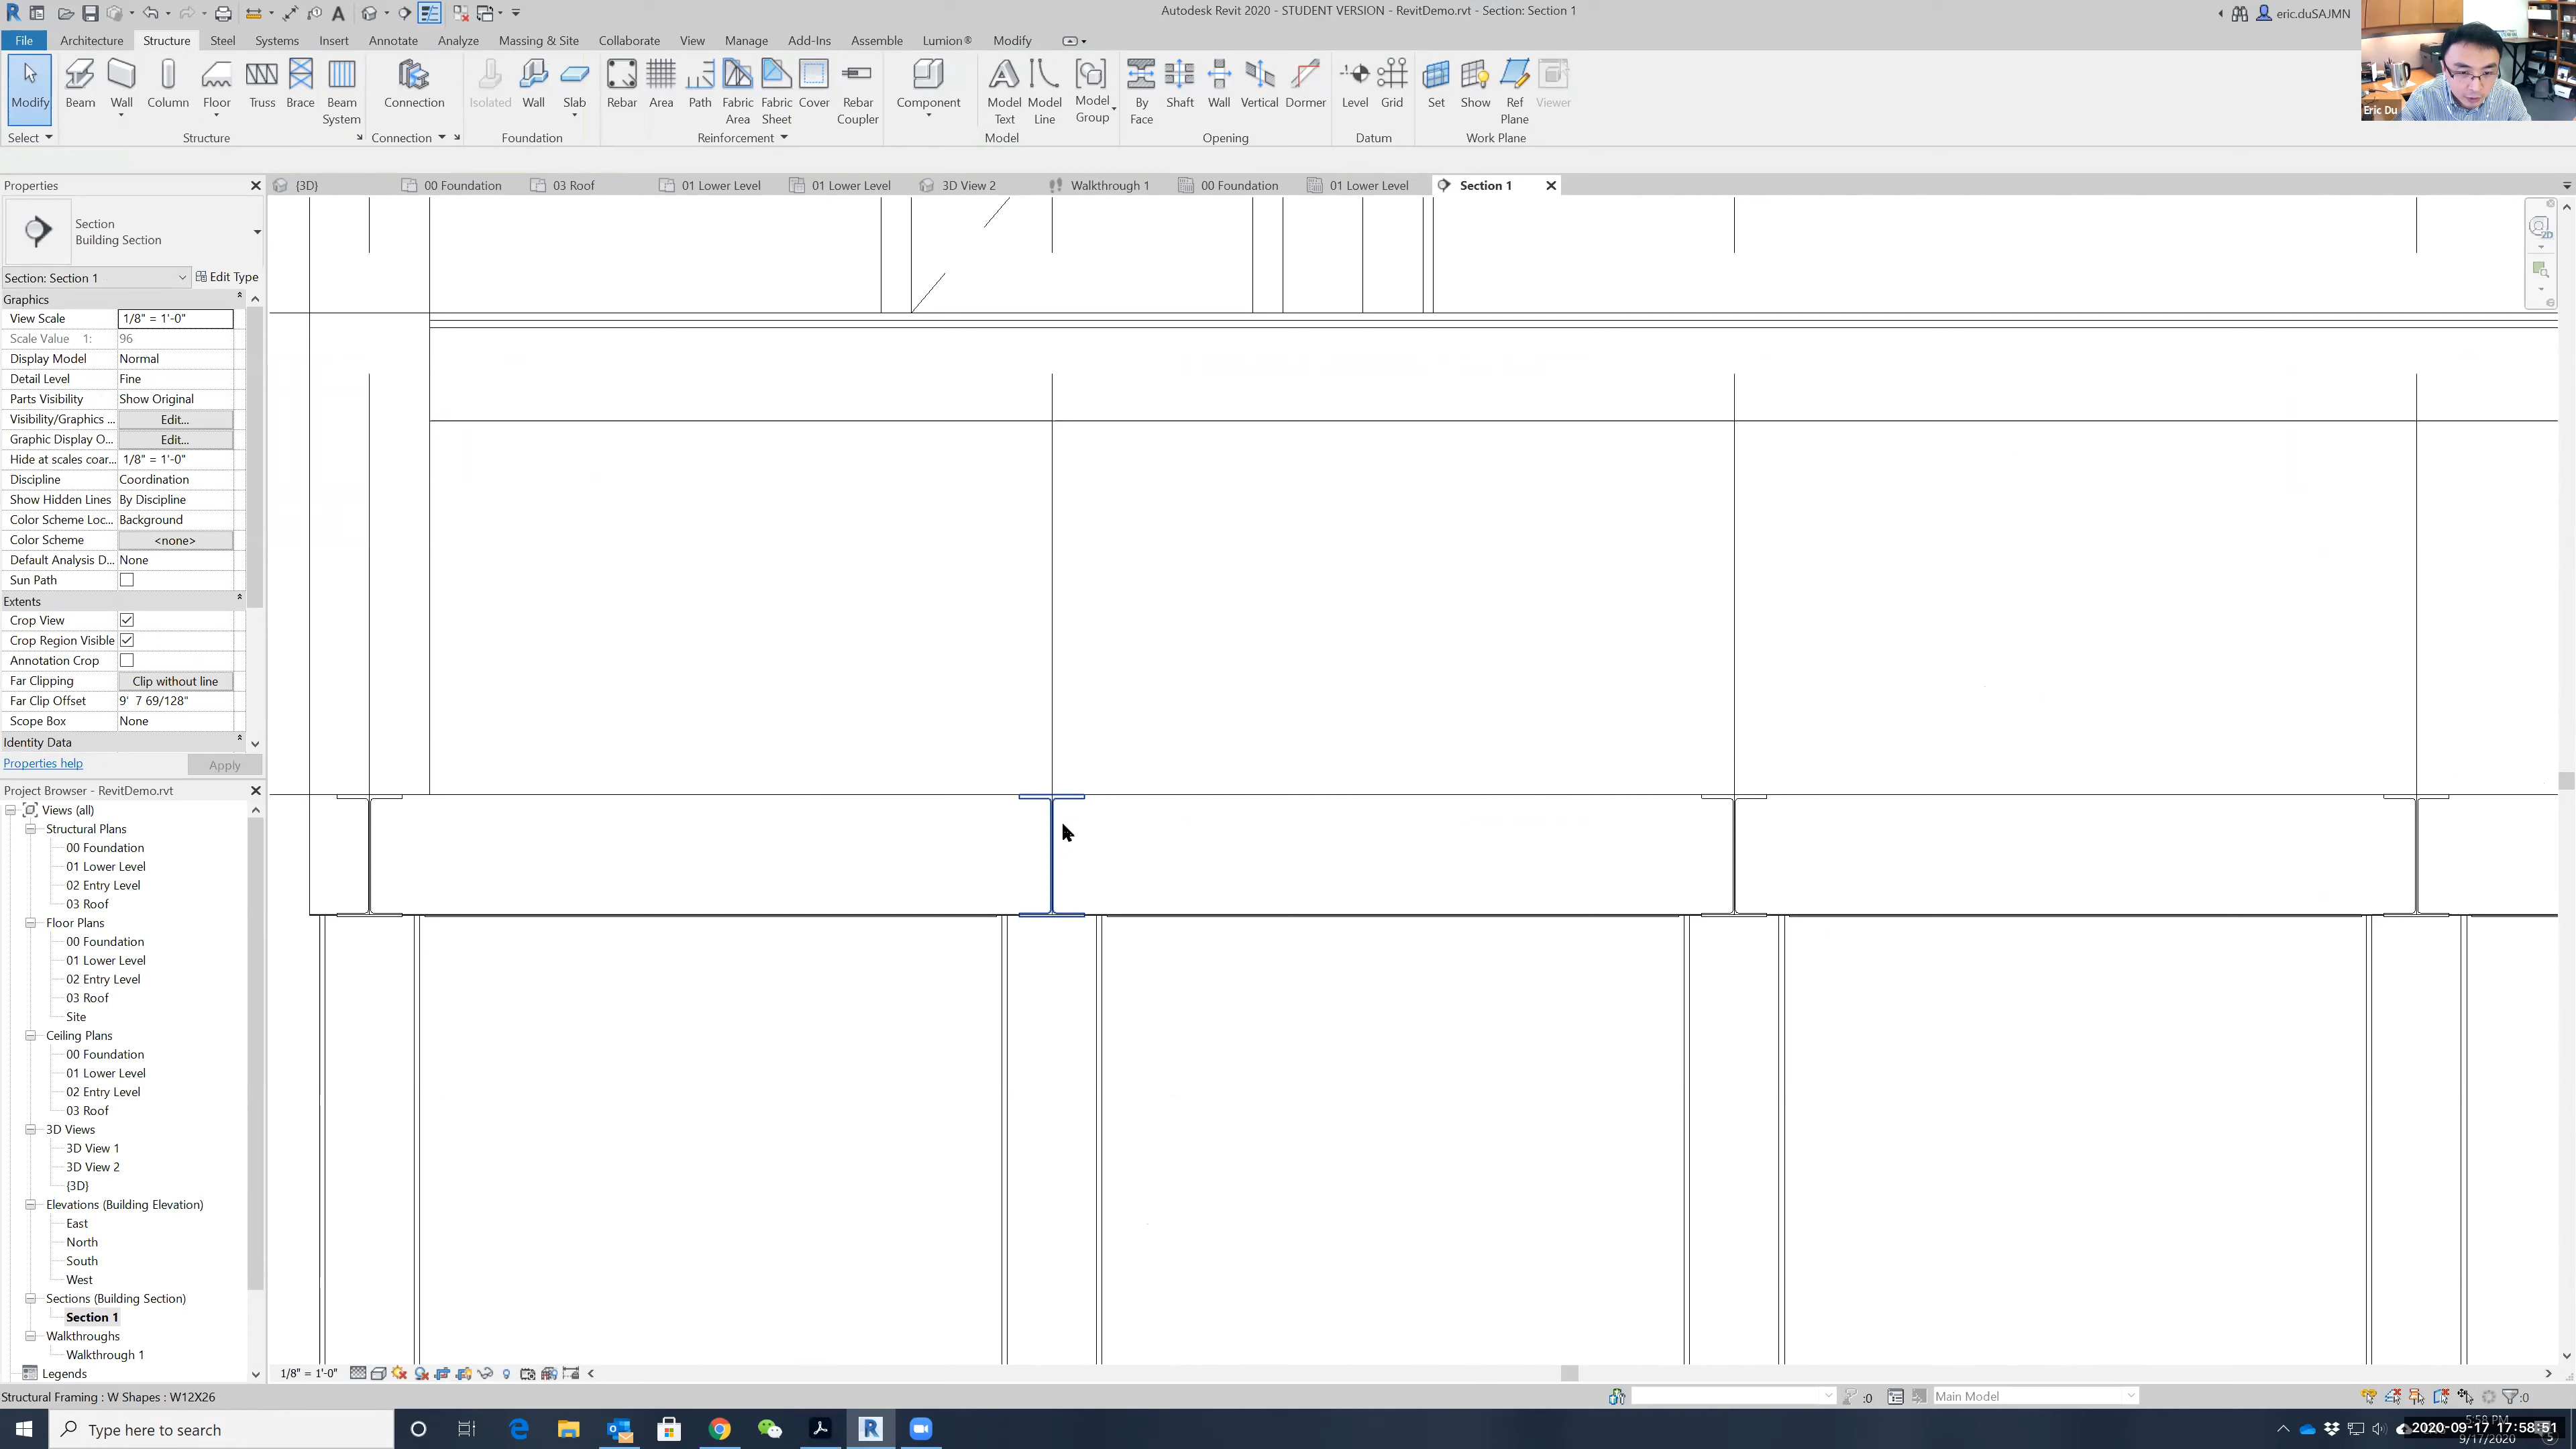 Autodesk Revit 2020 - STUDENT VERSION - RevitDemo.rvt - Section: Section 1
eric.duSAJMN
File Architecture Structure Steel Systems Insert Annotate Analyze Massing & Site Collaborate View Manage Add-Ins Assemble Lumion® Modify
Modify Beam Wall Column Floor Truss Brace Beam System Connection Isolated Wall Slab Rebar Area Path Fabric Area Fabric Sheet Cover Rebar Coupler Component Model Text Model Line Model Group By Face Shaft Wall Vertical Dormer Level Grid Set Show Ref Plane Viewer
Eric Du
Select Structure Connection Foundation Reinforcement Model Opening Datum Work Plane
Properties
{3D} 00 Foundation 03 Roof 01 Lower Level 01 Lower Level 3D View 2 Walkthrough 1 00 Foundation 01 Lower Level Section 1
Section
Building Section
Section: Section 1 Edit Type
Graphics
View Scale 1/8" = 1'-0"
Scale Value 1: 96
Display Model Normal
Detail Level Fine
Parts Visibility Show Original
Visibility/Graphics ... Edit...
Graphic Display O... Edit...
Hide at scales coar... 1/8" = 1'-0"
Discipline Coordination
Show Hidden Lines By Discipline
Color Scheme Loc... Background
Color Scheme <none>
Default Analysis D... None
Sun Path
Extents
Crop View
Crop Region Visible
Annotation Crop
Far Clipping Clip without line
Far Clip Offset 9' 7 69/128"
Scope Box None
Identity Data
Properties help Apply
Project Browser - RevitDemo.rvt
Views (all)
Structural Plans
00 Foundation
01 Lower Level
02 Entry Level
03 Roof
Floor Plans
00 Foundation
01 Lower Level
02 Entry Level
03 Roof
Site
Ceiling Plans
00 Foundation
01 Lower Level
02 Entry Level
03 Roof
3D Views
3D View 1
3D View 2
{3D}
Elevations (Building Elevation)
East
North
South
West
Sections (Building Section)
Section 1
Walkthroughs
Walkthrough 1
Legends
1/8" = 1'-0"
2D
Structural Framing : W Shapes : W12X26
:0 Main Model :0
Type here to search
2020-09-17 17:58:51
5:58 PM
9/17/2020